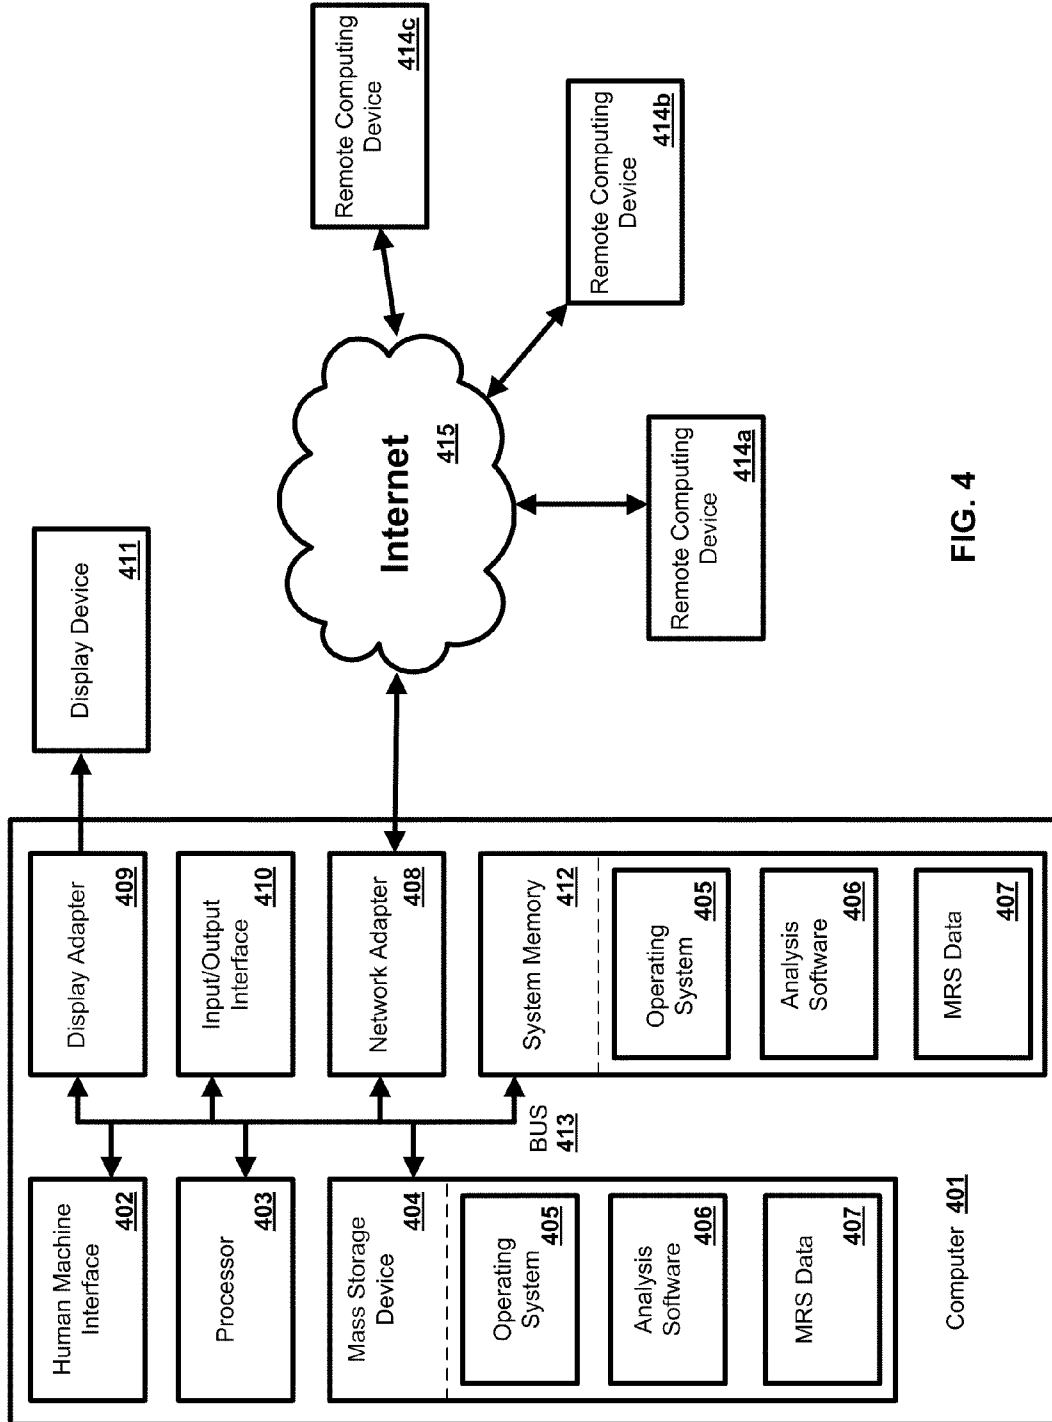 Human Machine
Interface
402
Processor
403
Mass Storage
Device
404
Operating
System
405
Analysis
Software
406
MRS Data
407
Computer 401
BUS
413
Display Adapter
409
Input/Output
Interface
410
Network Adapter
408
System Memory
412
Operating
System
405
Analysis
Software
406
MRS Data
407
Display Device
411
Internet
415
Remote Computing
Device
414a
Remote Computing
Device
414b
Remote Computing
Device
414c
FIG. 4